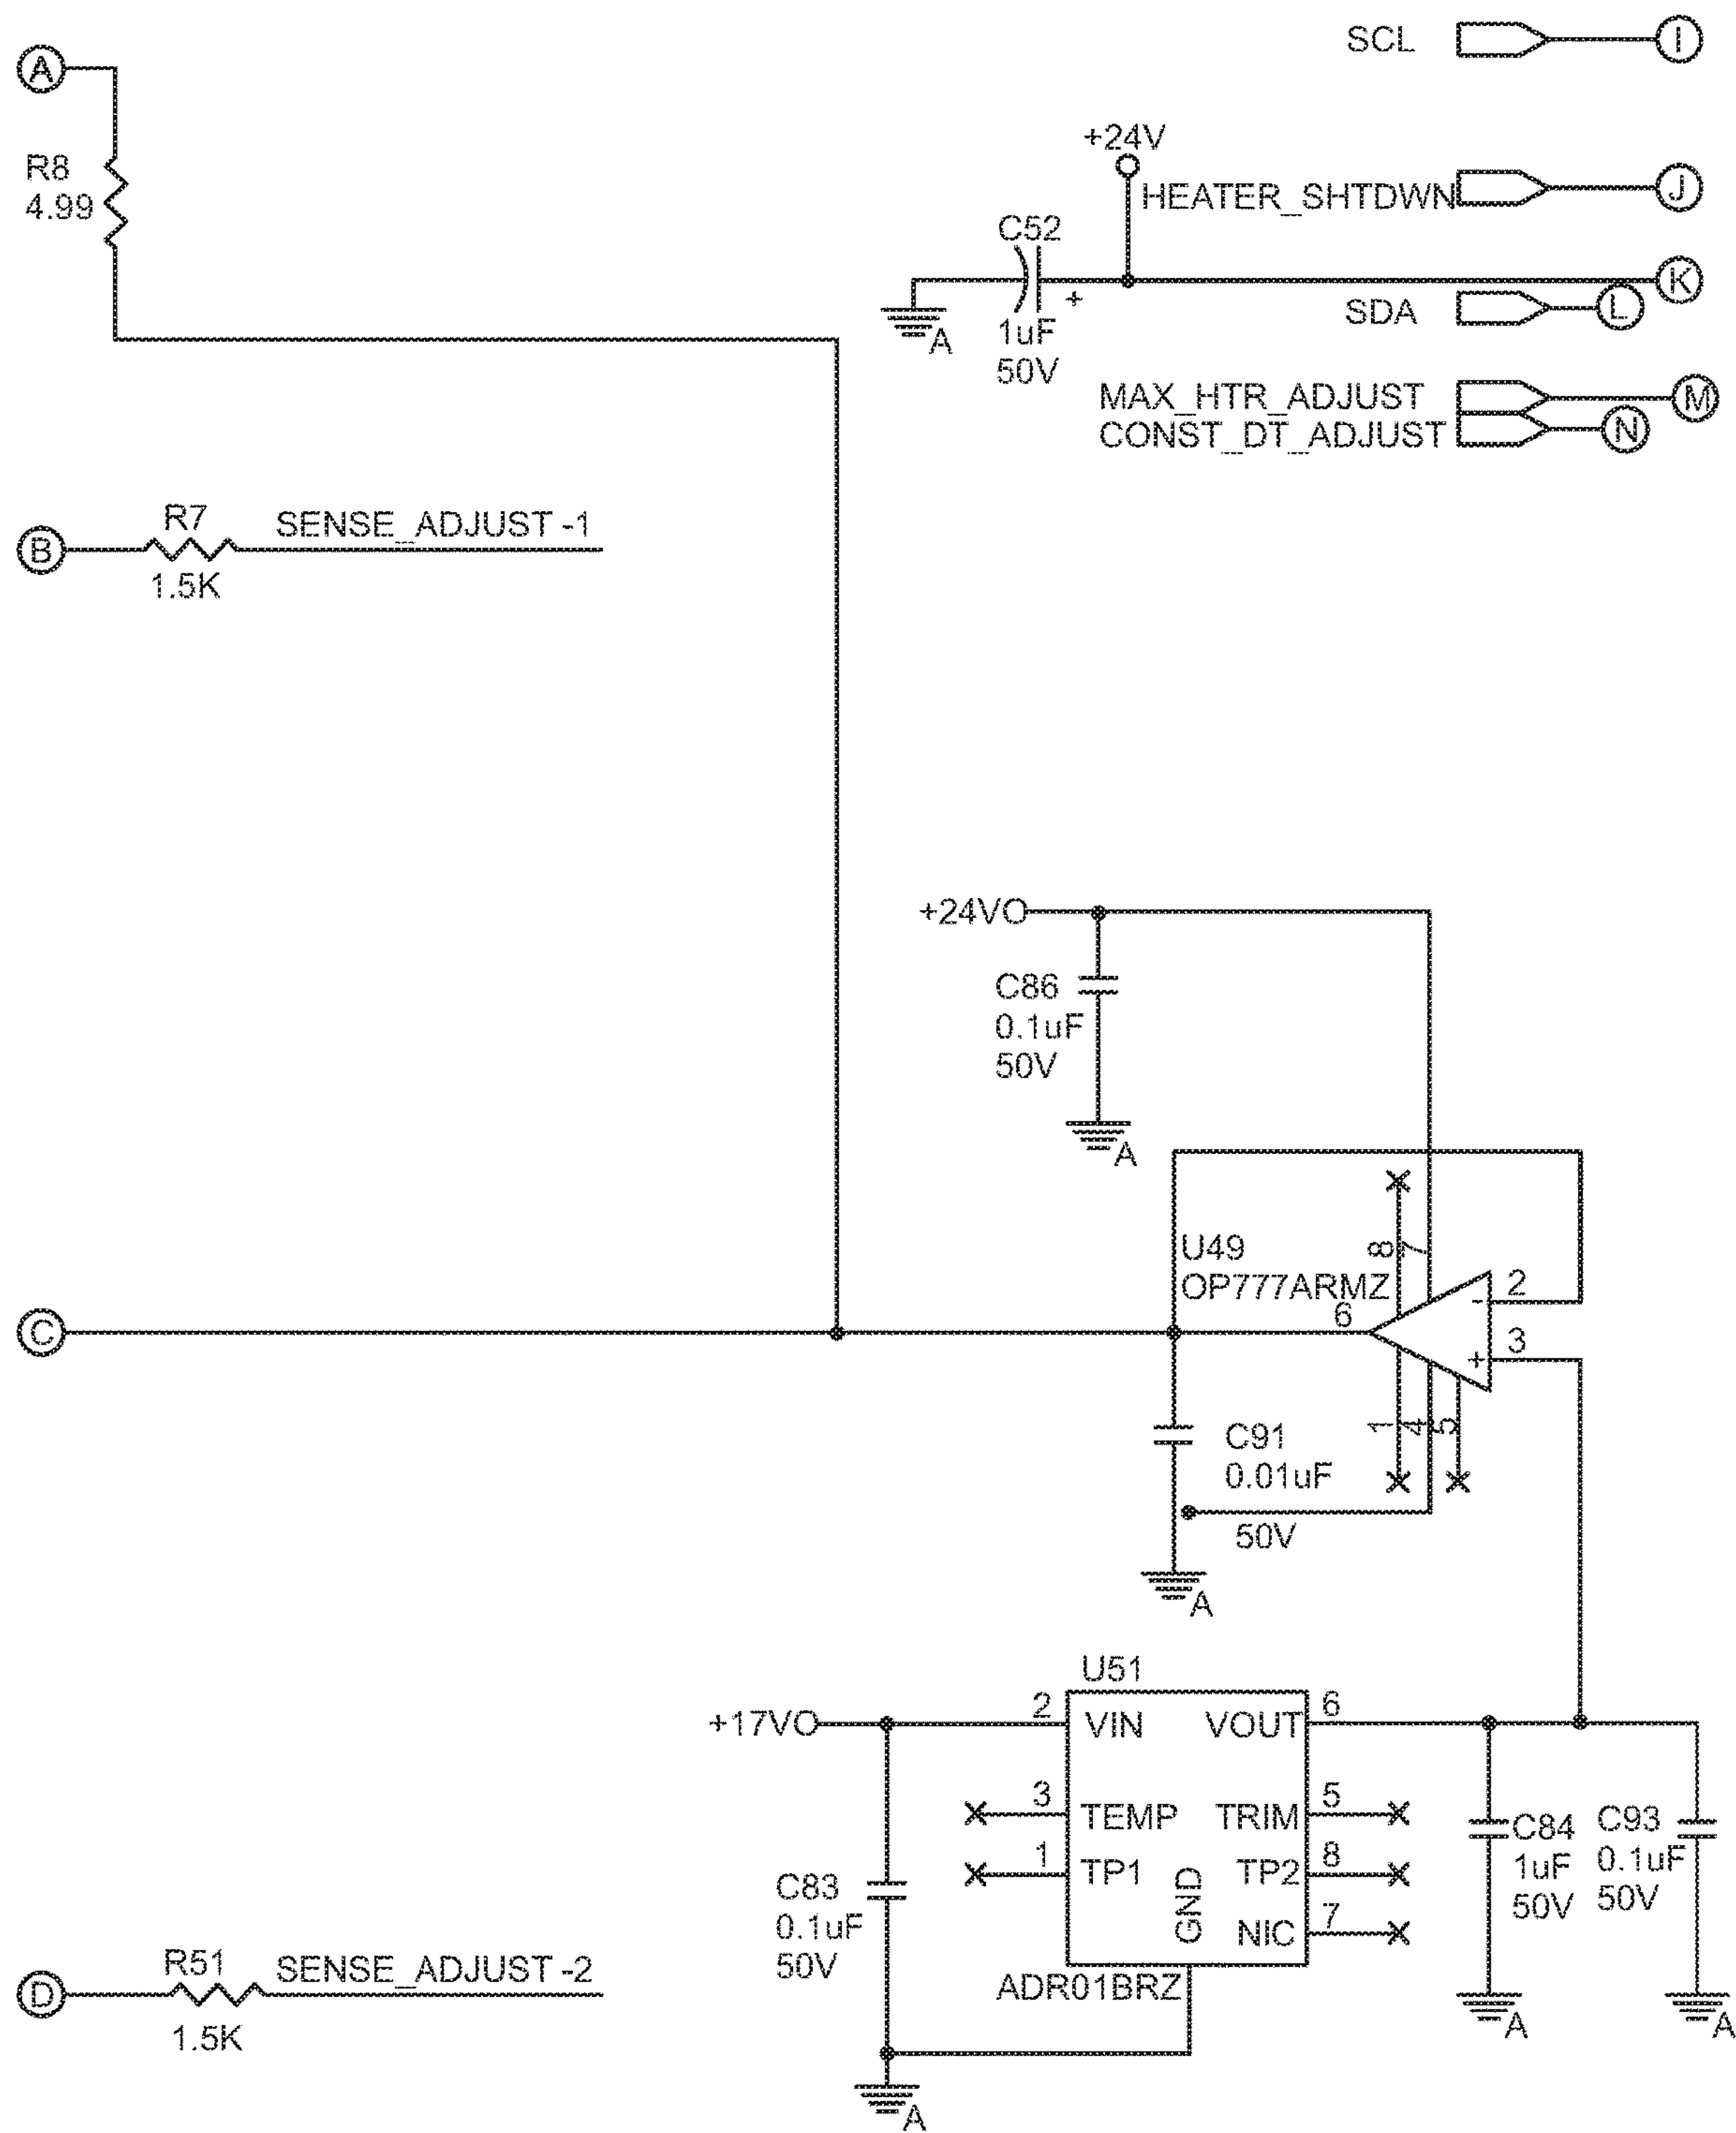 A
SCL
I
R8
4.99
+24V
HEATER_SHTDWN
J
C52
+
1uF
50V
A
K
SDA
L
MAX_HTR_ADJUST
M
CONST_DT_ADJUST
N
B
R7
SENSE_ADJUST -1
1.5K
+24V
C86
0.1uF
50V
A
U49
OP777ARMZ
8
7
6
-
2
+
3
1
4
5
C
C91
0.01uF
50V
A
U51
+17V
2
VIN
VOUT
6
3
TEMP
TRIM
5
1
TP1
TP2
8
GND
NIC
7
C83
0.1uF
50V
C84
1uF
50V
C93
0.1uF
50V
ADR01BRZ
A
A
A
D
R51
SENSE_ADJUST -2
1.5K